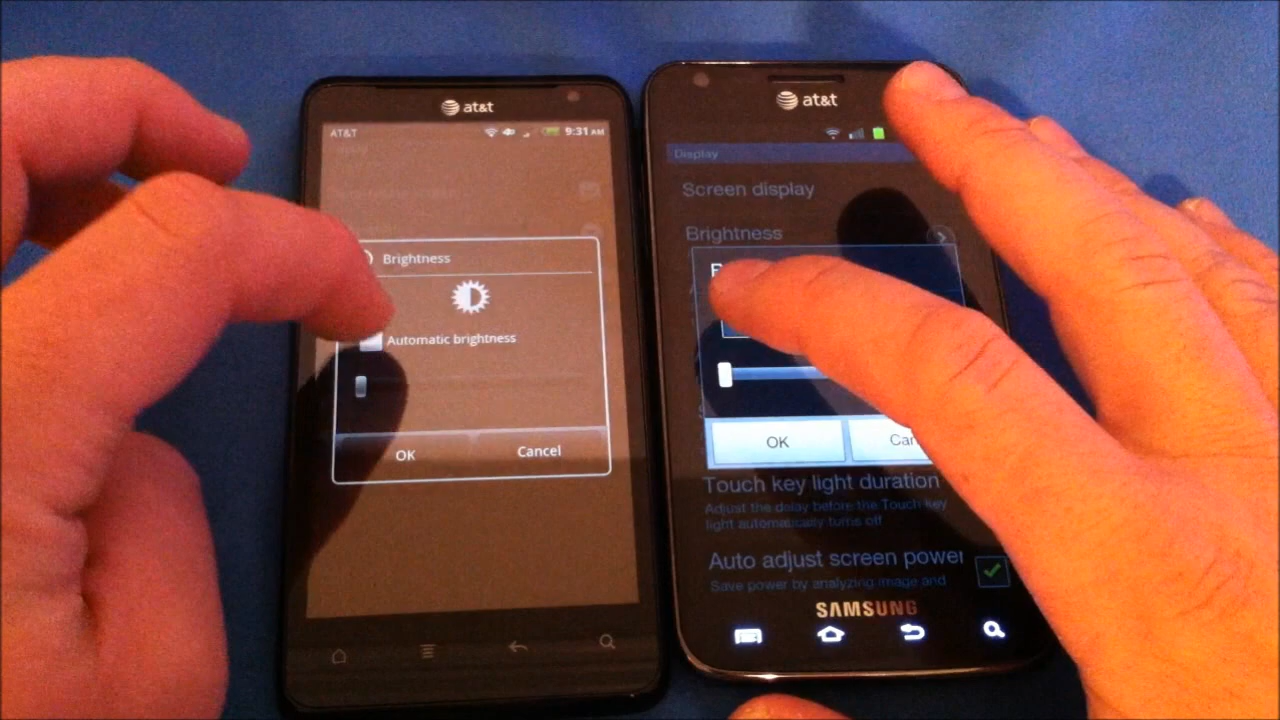 at&t
AT&T
9:31 AM
Brightness
Automatic brightness
OK
Cancel
at&t
Display
Screen display
Brightness
OK
Touch key light duration
Adjust the delay before the Touch key
light automatically turns off
Auto adjust screen power
Save power by analyzing image and
SAMSUNG